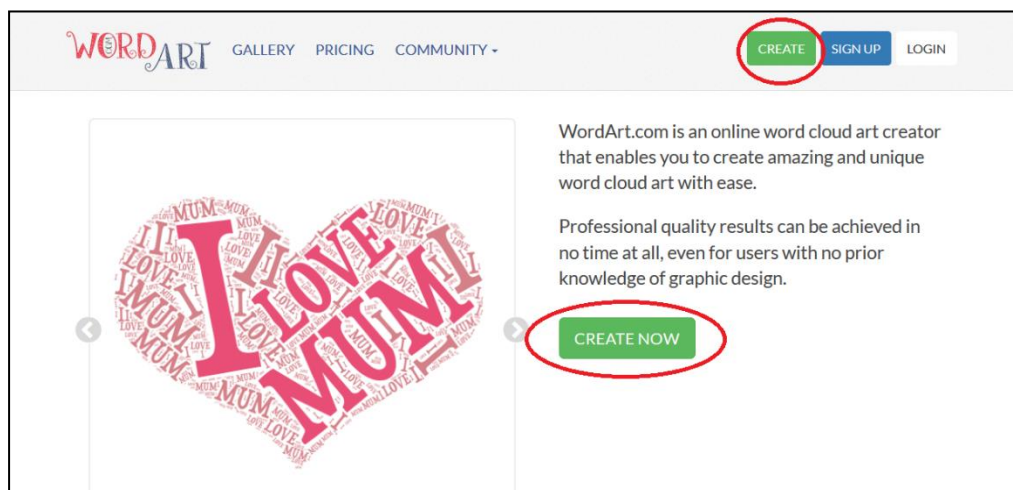 WORD ART .COM GALLERY PRICING COMMUNITY CREATE SIGN UP LOGIN
WordArt.com is an online word cloud art creator
that enables you to create amazing and unique
word cloud art with ease.
Professional quality results can be achieved in
no time at all, even for users with no prior
knowledge of graphic design.
CREATE NOW
I
LOVE
MUM